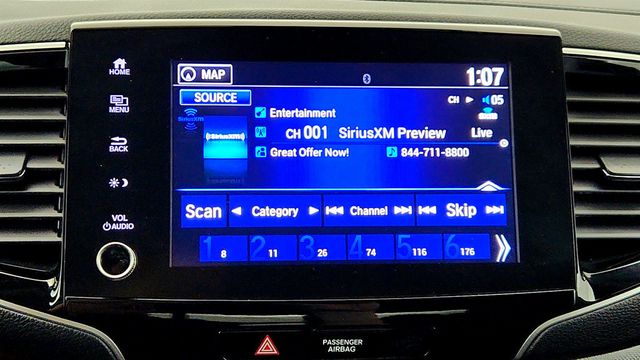 MAP
1:07
HOME
SOURCE
CH 05
MENU
SiriusXM
Entertainment
((SiriusXM))
CH 001 SiriusXM Preview Live
BACK
Great Offer Now! 844-711-8800
VOL
AUDIO
Scan Category Channel Skip
1 8 2 11 3 26 4 74 5 116 6 176
PASSENGER
AIRBAG